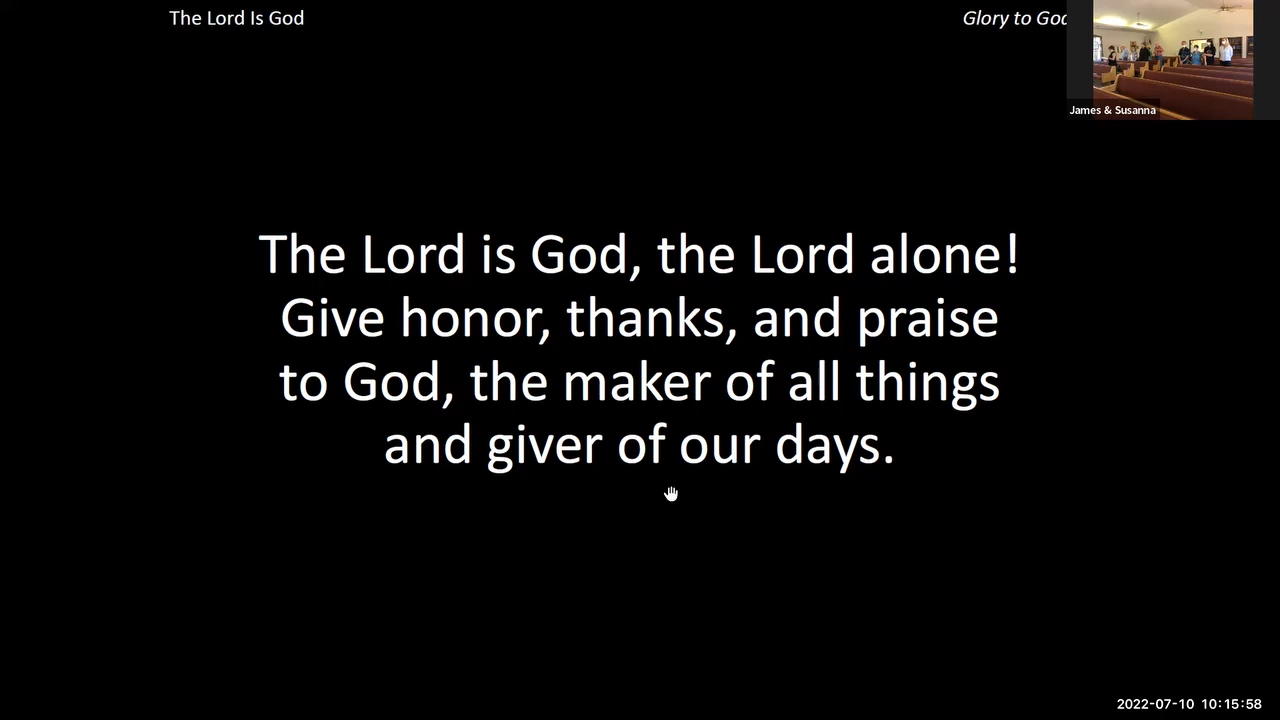 The Lord Is God
Glory to God
James & Susanna
The Lord is God, the Lord alone!
Give honor, thanks, and praise
to God, the maker of all things
and giver of our days.
2022-07-10 10:15:58